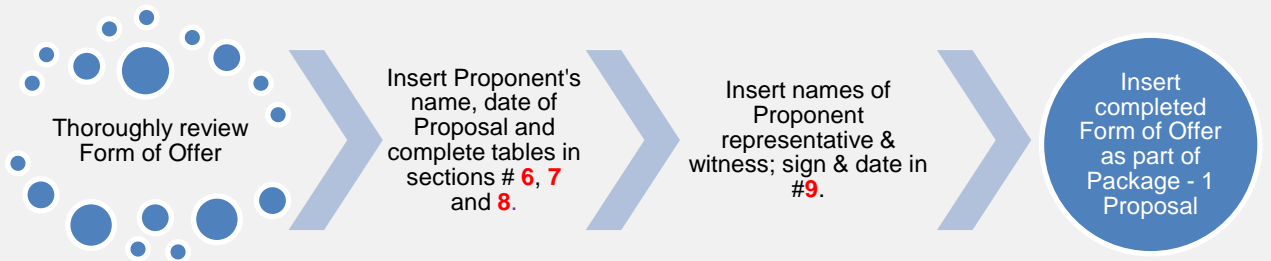 Thoroughly review
Form of Offer
Insert Proponent's
name, date of
Proposal and
complete tables in
sections # 6, 7
and 8.
Insert names of
Proponent
representative &
witness; sign & date in
#9.
Insert
completed
Form of Offer
as part of
Package - 1
Proposal